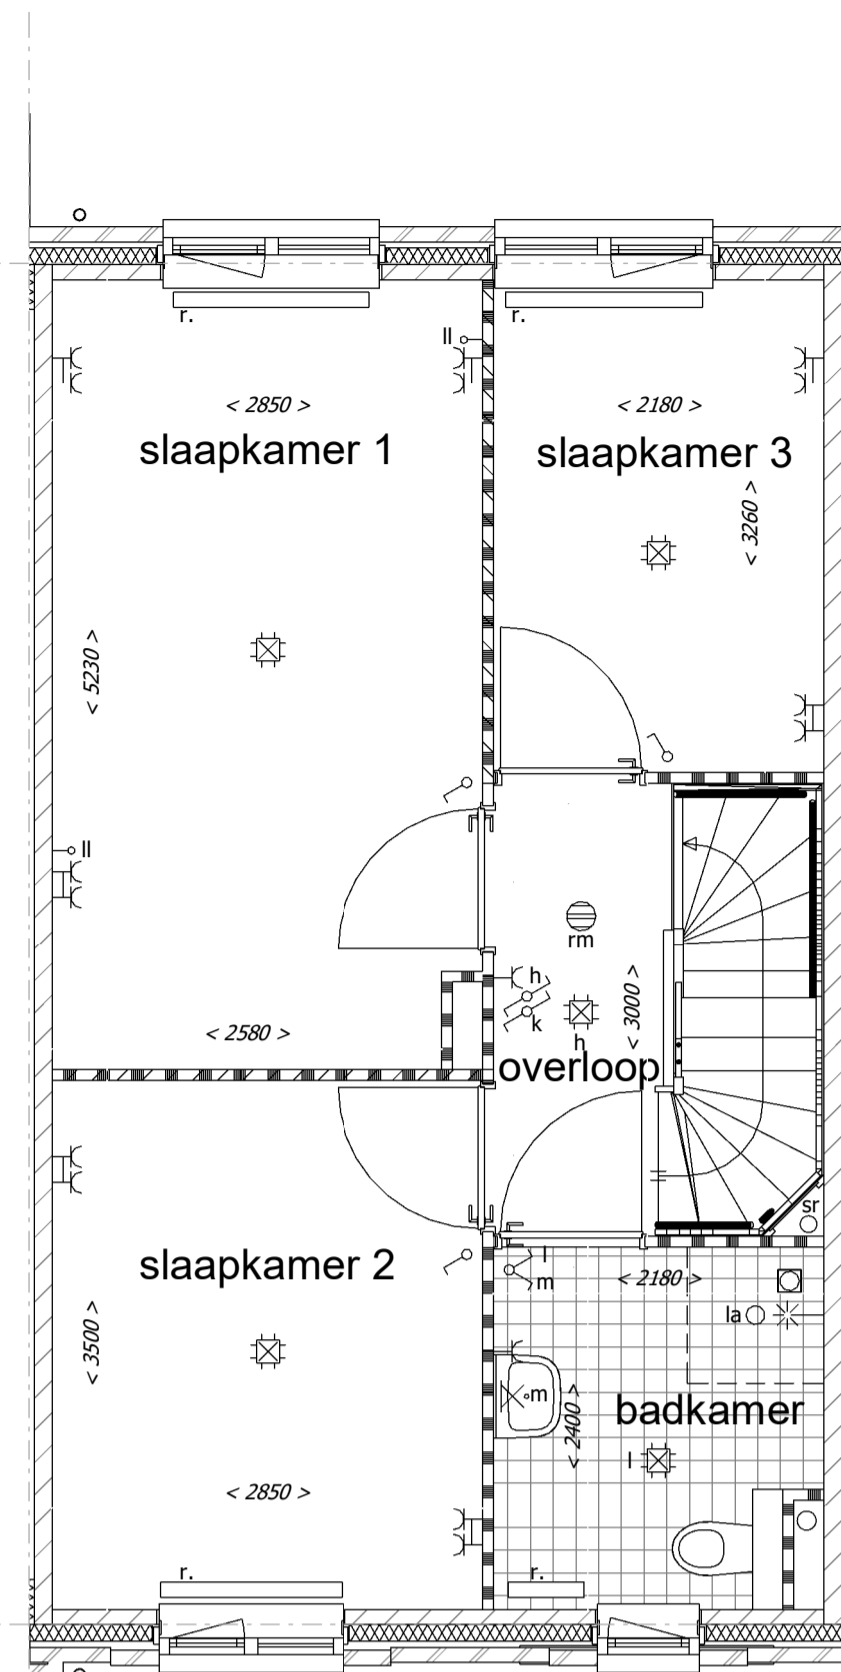 r.
r.
ll
< 2850 >
< 2180 >
slaapkamer 1
slaapkamer 3
< 3260 >
< 5230 >
ll
rm
h
k
h
< 3000 >
< 2580 >
overloop
sr
slaapkamer 2
l
m
< 2180 >
la
< 3500 >
m
< 2400 >
badkamer
l
< 2850 >
r.
r.